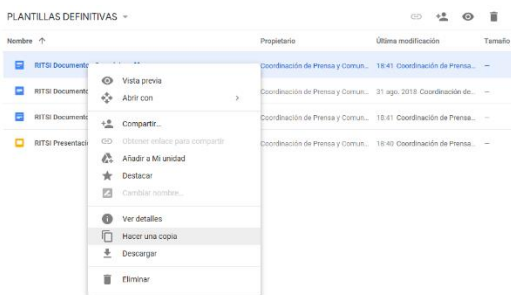 PLANTILLAS DEFINITIVAS
Nombre Propietario Última modificación Tamaño
RITSI Documento Coordinación de Prensa y Comun... 18:41 Coordinación de Prensa... –
RITSI Documento Coordinación de Prensa y Comun... 31 ago. 2018 Coordinación de... –
RITSI Documento Coordinación de Prensa y Comun... 18:41 Coordinación de Prensa... –
RITSI Presentaci Coordinación de Prensa y Comun... 18:40 Coordinación de Prensa... –
Vista previa
Abrir con
Compartir...
Obtener enlace para compartir
Añadir a Mi unidad
Destacar
Cambiar nombre...
Ver detalles
Hacer una copia
Descargar
Eliminar